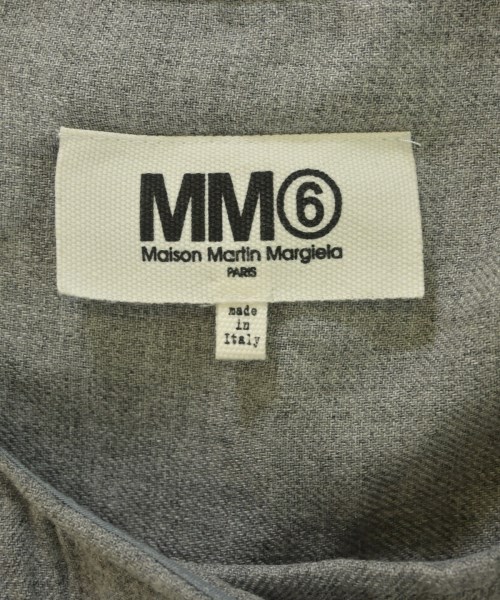 MM⑥
Maison Martin Margiela
PARIS
made
in
Italy